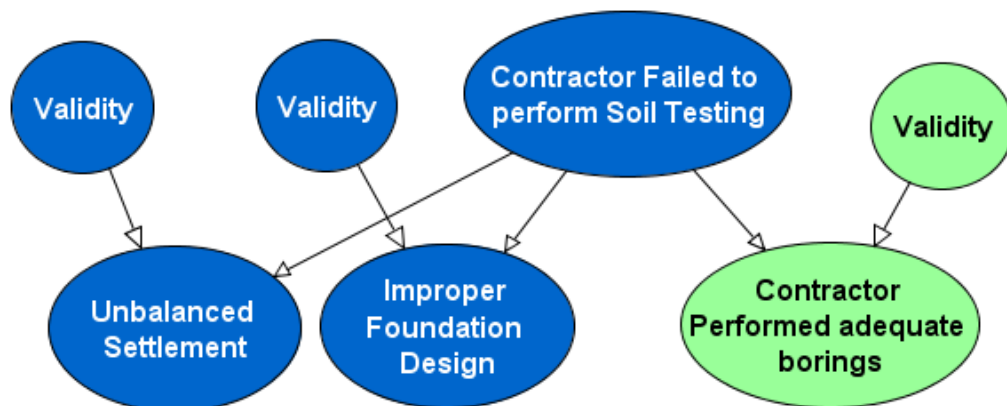 Validity
Validity
Contractor Failed to
perform Soil Testing
Validity
Unbalanced
Settlement
Improper
Foundation
Design
Contractor
Performed adequate
borings